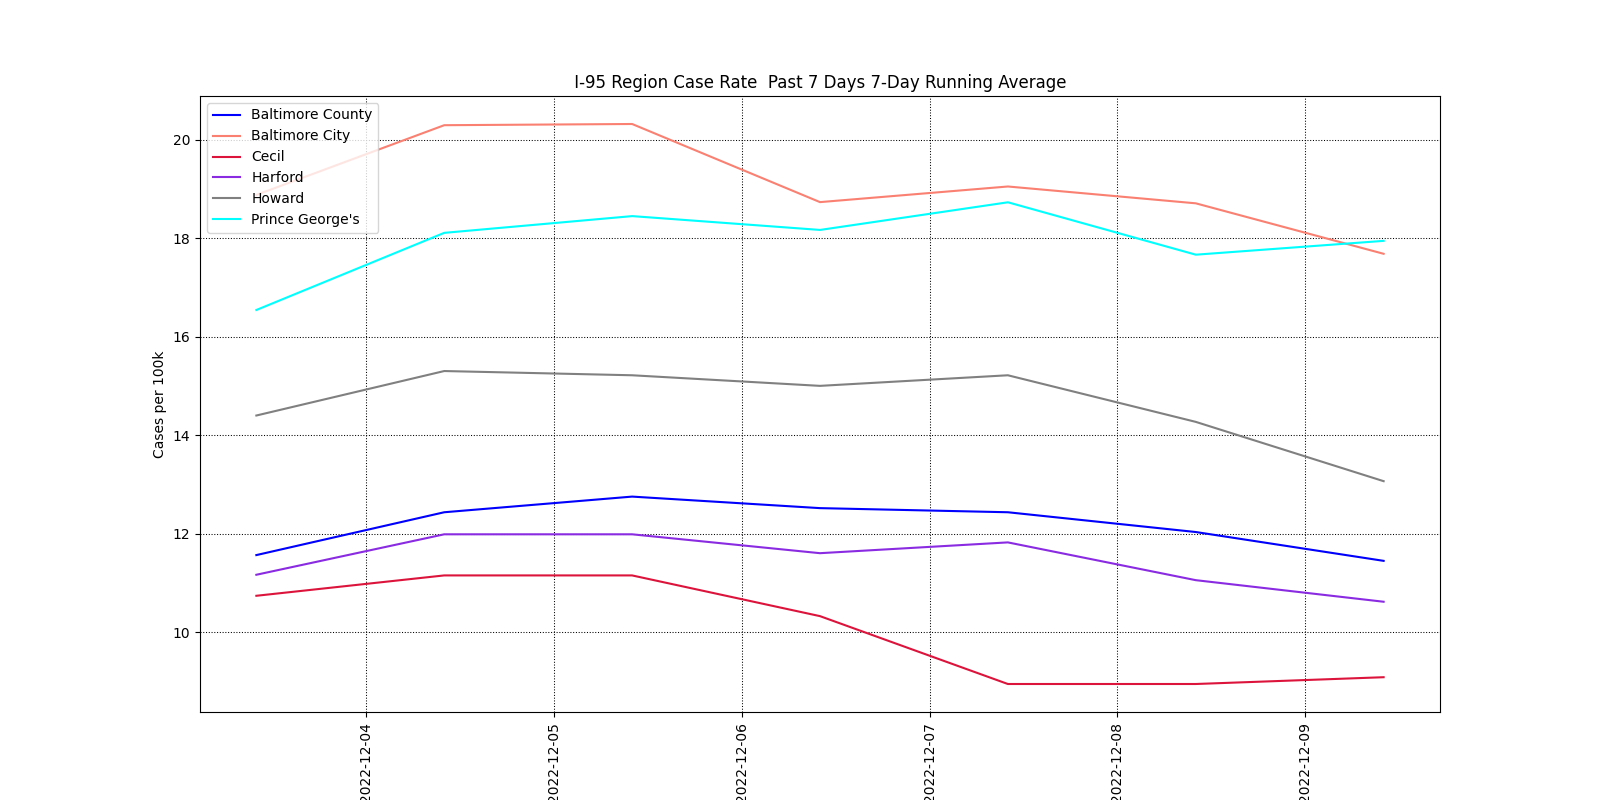 I-95 Region Case Rate  Past 7 Days 7-Day Running Average
Baltimore County
Baltimore City
Cecil
Harford
Howard
Prince George's
Cases per 100k
20
18
16
14
12
10
2022-12-04
2022-12-05
2022-12-06
2022-12-07
2022-12-08
2022-12-09